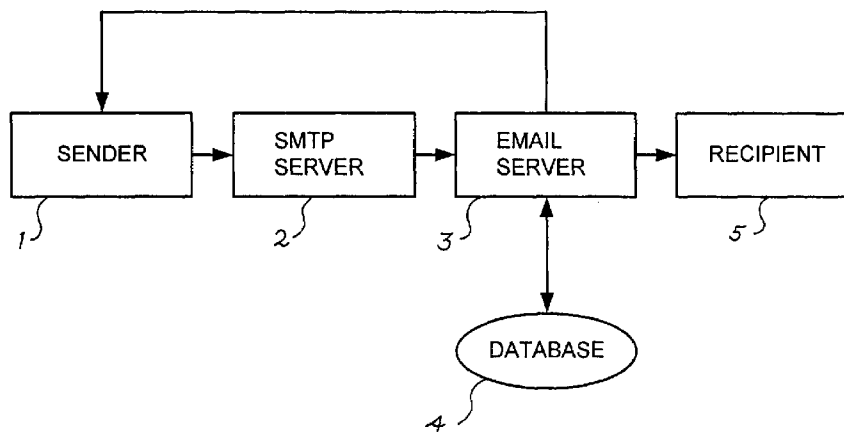 SENDER
SMTP
SERVER
EMAIL
SERVER
RECIPIENT
1
2
3
5
DATABASE
4